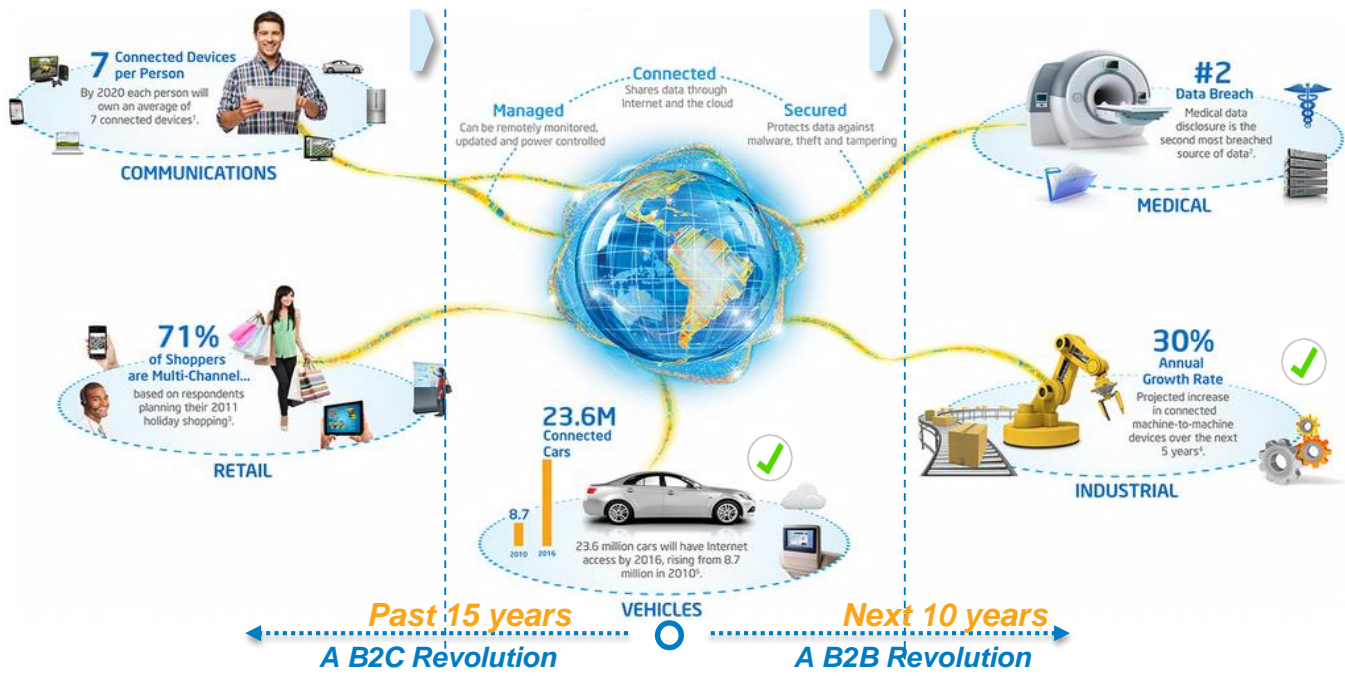 7
Connected Devices
per Person
By 2020 each person will
own an average of
7 connected devices¹.
COMMUNICATIONS
Connected
Shares data through
Internet and the cloud
Managed
Can be remotely monitored,
updated and power controlled
Secured
Protects data against
malware, theft and tampering
#2
Data Breach
Medical data
disclosure is the
second most breached
source of data².
MEDICAL
71%
of Shoppers
are Multi-Channel...
based on respondents
planning their 2011
holiday shopping³.
RETAIL
23.6M
Connected
Cars
8.7
2010
2016
23.6 million cars will have Internet
access by 2016, rising from 8.7
million in 2010⁵.
VEHICLES
30%
Annual
Growth Rate
Projected increase
in connected
machine-to-machine
devices over the next
5 years⁴.
INDUSTRIAL
Past 15 years
Next 10 years
A B2C Revolution
A B2B Revolution